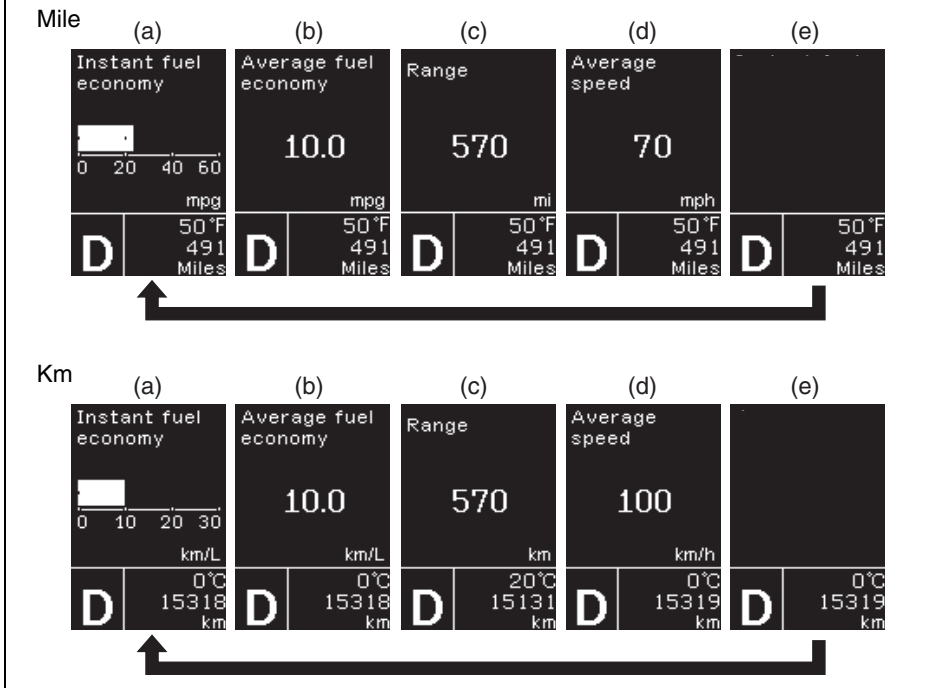 Mile
(a) (b) (c) (d) (e)
Instant fuel economy
0 20 40 60
mpg
D
50°F
491
Miles
Average fuel economy
10.0
mpg
D
50°F
491
Miles
Range
570
mi
D
50°F
491
Miles
Average speed
70
mph
D
50°F
491
Miles
D
50°F
491
Miles
Km
(a) (b) (c) (d) (e)
Instant fuel economy
0 10 20 30
km/L
D
0°C
15318
km
Average fuel economy
10.0
km/L
D
0°C
15318
km
Range
570
km
D
20°C
15131
km
Average speed
100
km/h
D
0°C
15319
km
D
0°C
15319
km